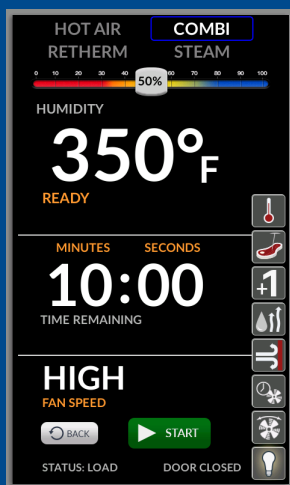 HOT AIR COMBI
RETHERM STEAM
0 10 20 30 40 50% 60 70 80 90 100
HUMIDITY
350°F
READY
MINUTES SECONDS
10:00
TIME REMAINING
+1
HIGH
FAN SPEED
BACK START
STATUS: LOAD DOOR CLOSED